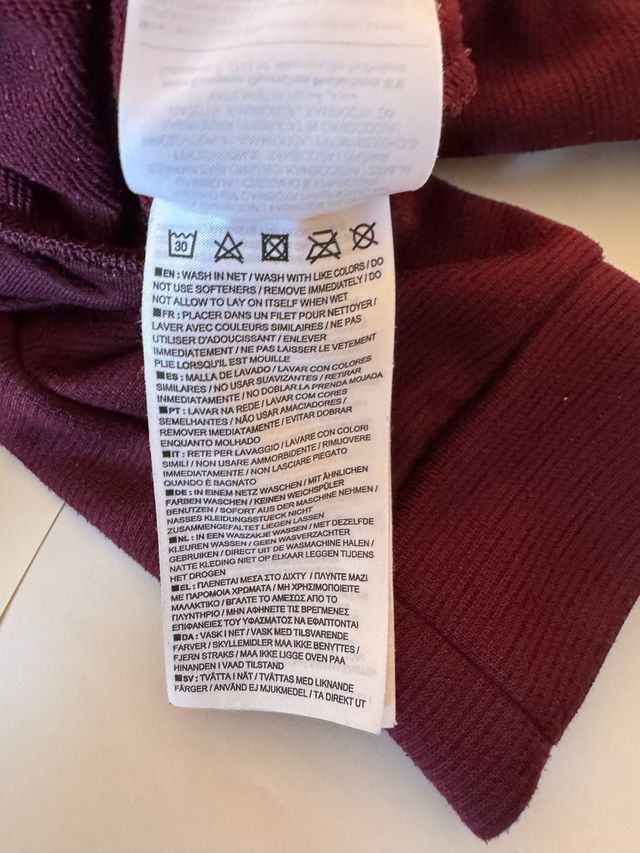 30
■EN : WASH IN NET / WASH WITH LIKE COLORS / DO
NOT USE SOFTENERS / REMOVE IMMEDIATELY / DO
NOT ALLOW TO LAY ON ITSELF WHEN WET
■FR : PLACER DANS UN FILET POUR NETTOYER /
LAVER AVEC COULEURS SIMILAIRES / NE PAS
UTILISER D'ADOUCISSANT / ENLEVER
IMMEDIATEMENT / NE PAS LAISSER LE VETEMENT
PLIE LORSQU'IL EST MOUILLE
■ES : MALLA DE LAVADO / LAVAR CON COLORES
SIMILARES / NO USAR SUAVIZANTES / RETIRAR
INMEDIATAMENTE / NO DOBLAR LA PRENDA MOJADA
■PT : LAVAR NA REDE / LAVAR COM CORES
SEMELHANTES / NÃO USAR AMACIADORES /
REMOVER IMEDIATAMENTE / EVITAR DOBRAR
ENQUANTO MOLHADO
■IT : RETE PER LAVAGGIO / LAVARE CON COLORI
SIMILI / NON USARE AMMORBIDENTE / RIMUOVERE
IMMEDIATAMENTE / NON LASCIARE PIEGATO
QUANDO È BAGNATO
■DE : IN EINEM NETZ WASCHEN / MIT ÄHNLICHEN
FARBEN WASCHEN / KEINEN WEICHSPÜLER
BENUTZEN / SOFORT AUS DER MASCHINE NEHMEN /
NASSES KLEIDUNGSSTUECK NICHT
ZUSAMMENGEFALTET LIEGEN LASSEN
■NL : IN EEN WASZAKJE WASSEN / MET DEZELFDE
KLEUREN WASSEN / GEEN WASVERZACHTER
GEBRUIKEN / DIRECT UIT DE WASMACHINE HALEN /
NATTE KLEDING NIET OP ELKAAR LEGGEN TIJDENS
HET DROGEN
■EL : ΠΛΕΝΕΤΑΙ ΜΕΣΑ ΣΤΟ ΔΙΧΤΥ / ΠΛΥΝΤΕ ΜΑΖΙ
ΜΕ ΠΑΡΟΜΟΙΑ ΧΡΩΜΑΤΑ / ΜΗ ΧΡΗΣΙΜΟΠΟΙΕΙΤΕ
ΜΑΛΑΚΤΙΚΟ / ΒΓΑΛΤΕ ΤΟ ΑΜΕΣΩΣ ΑΠΟ ΤΟ
ΠΛΥΝΤΗΡΙΟ / ΜΗΝ ΑΦΗΝΕΤΕ ΤΙΣ ΒΡΕΓΜΕΝΕΣ
ΕΠΙΦΑΝΕΙΕΣ ΤΟΥ ΥΦΑΣΜΑΤΟΣ ΝΑ ΕΦΑΠΤΟΝΤΑΙ
■DA : VASK I NET / VASK MED TILSVARENDE
FARVER / SKYLLEMIDLER MAA IKKE BENYTTES /
FJERN STRAKS / MAA IKKE LIGGE OVEN PAA
HINANDEN I VAAD TILSTAND
■SV : TVÄTTA I NÄT / TVÄTTAS MED LIKNANDE
FÄRGER / ANVÄND EJ MJUKMEDEL / TA DIREKT UT